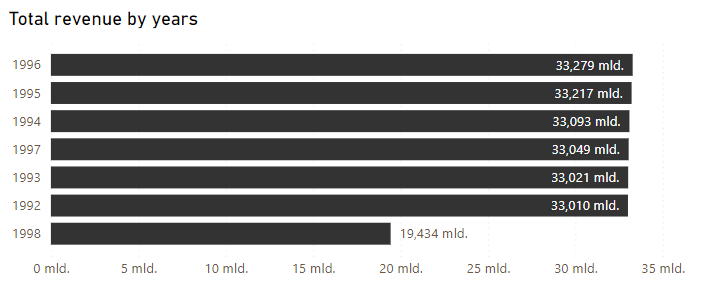 Total revenue by years
1996 33,279 mld.
1995 33,217 mld.
1994 33,093 mld.
1997 33,049 mld.
1993 33,021 mld.
1992 33,010 mld.
1998 19,434 mld.
0 mld. 5 mld. 10 mld. 15 mld. 20 mld. 25 mld. 30 mld. 35 mld.